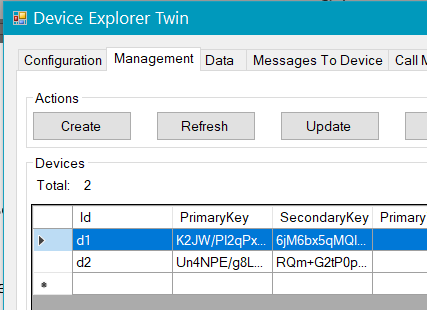 Device Explorer Twin
Configuration Management Data Messages To Device Call M
Actions
Create Refresh Update
Devices
Total: 2
Id PrimaryKey SecondaryKey Primary
d1 K2JW/Pl2qPx... 6jM6bx5qMQl...
d2 Un4NPE/g8L... RQm+G2tP0p...